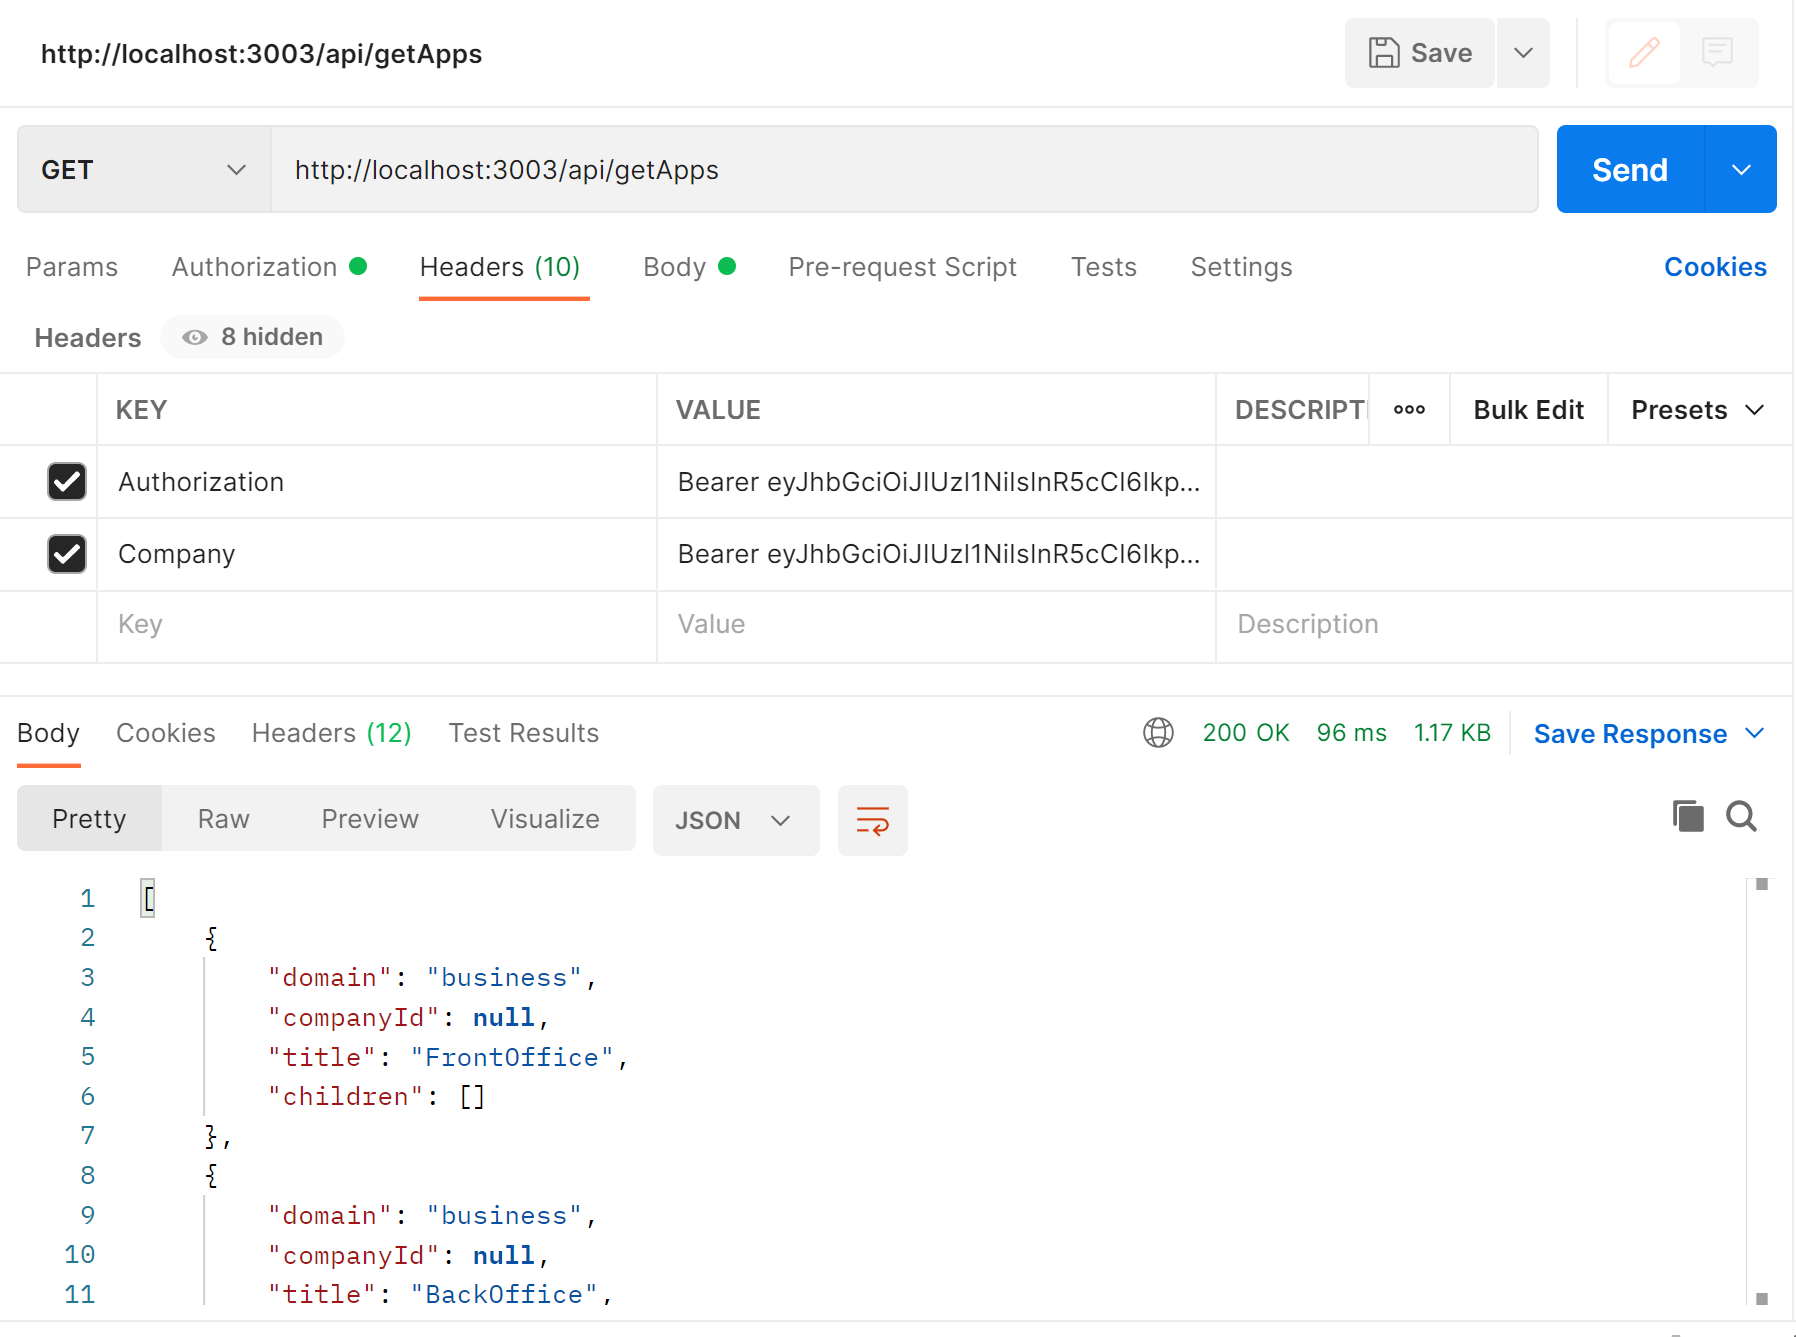 http://localhost:3003/api/getApps
Save
GET
http://localhost:3003/api/getApps
Send
Params Authorization Headers (10) Body Pre-request Script Tests Settings Cookies
Headers 8 hidden
KEY VALUE DESCRIPTI ooo Bulk Edit Presets
Authorization Bearer eyJhbGciOiJIUzI1NiIsInR5cCI6Ikp...
Company Bearer eyJhbGciOiJIUzI1NiIsInR5cCI6Ikp...
Key Value Description
Body Cookies Headers (12) Test Results 200 OK 96 ms 1.17 KB Save Response
Pretty Raw Preview Visualize JSON
1 [
2 {
3 "domain": "business",
4 "companyId": null,
5 "title": "FrontOffice",
6 "children": []
7 },
8 {
9 "domain": "business",
10 "companyId": null,
11 "title": "BackOffice",